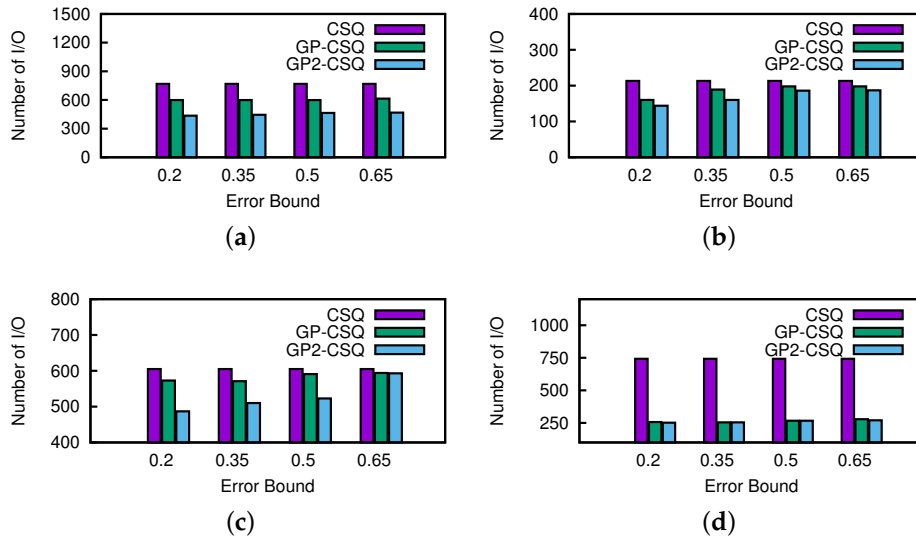 Number of I/O
1500
1200
900
600
300
0
CSQ
GP-CSQ
GP2-CSQ
0.2 0.35 0.5 0.65
Error Bound
(a)
Number of I/O
400
300
200
100
0
CSQ
GP-CSQ
GP2-CSQ
0.2 0.35 0.5 0.65
Error Bound
(b)
Number of I/O
800
700
600
500
400
CSQ
GP-CSQ
GP2-CSQ
0.2 0.35 0.5 0.65
Error Bound
(c)
Number of I/O
1000
750
500
250
CSQ
GP-CSQ
GP2-CSQ
0.2 0.35 0.5 0.65
Error Bound
(d)